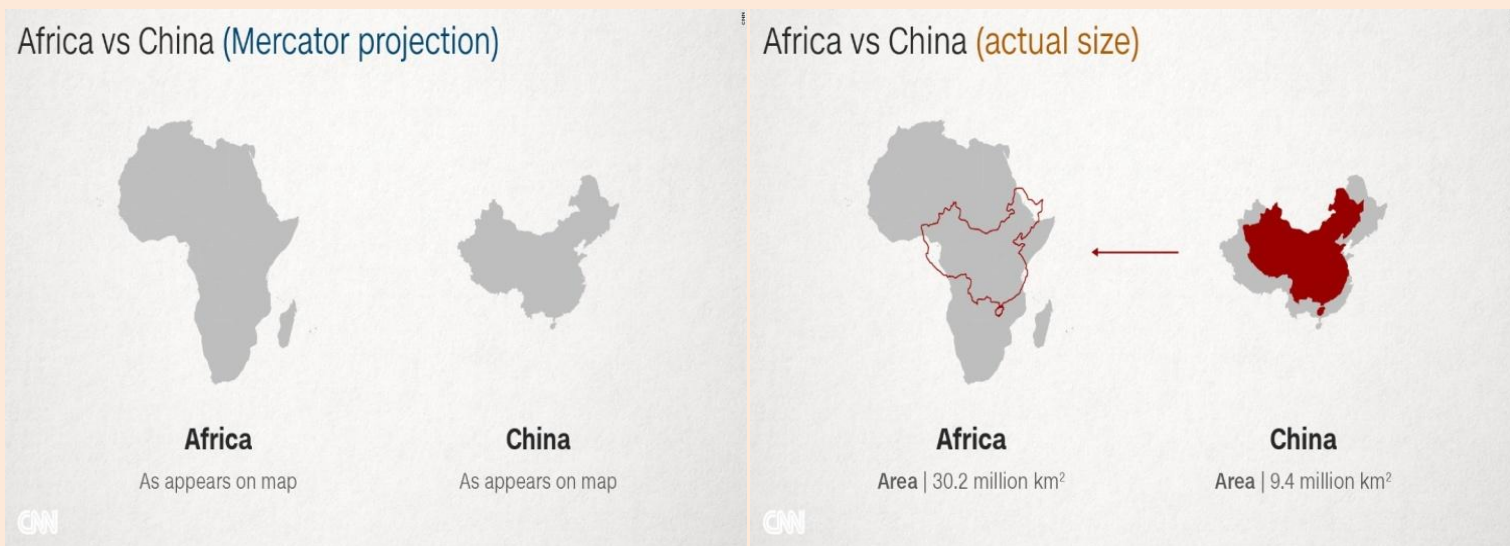 Africa vs China (Mercator projection)
Africa
As appears on map
China
As appears on map
CNN
CNN
Africa vs China (actual size)
Africa
Area | 30.2 million km²
China
Area | 9.4 million km²
CNN